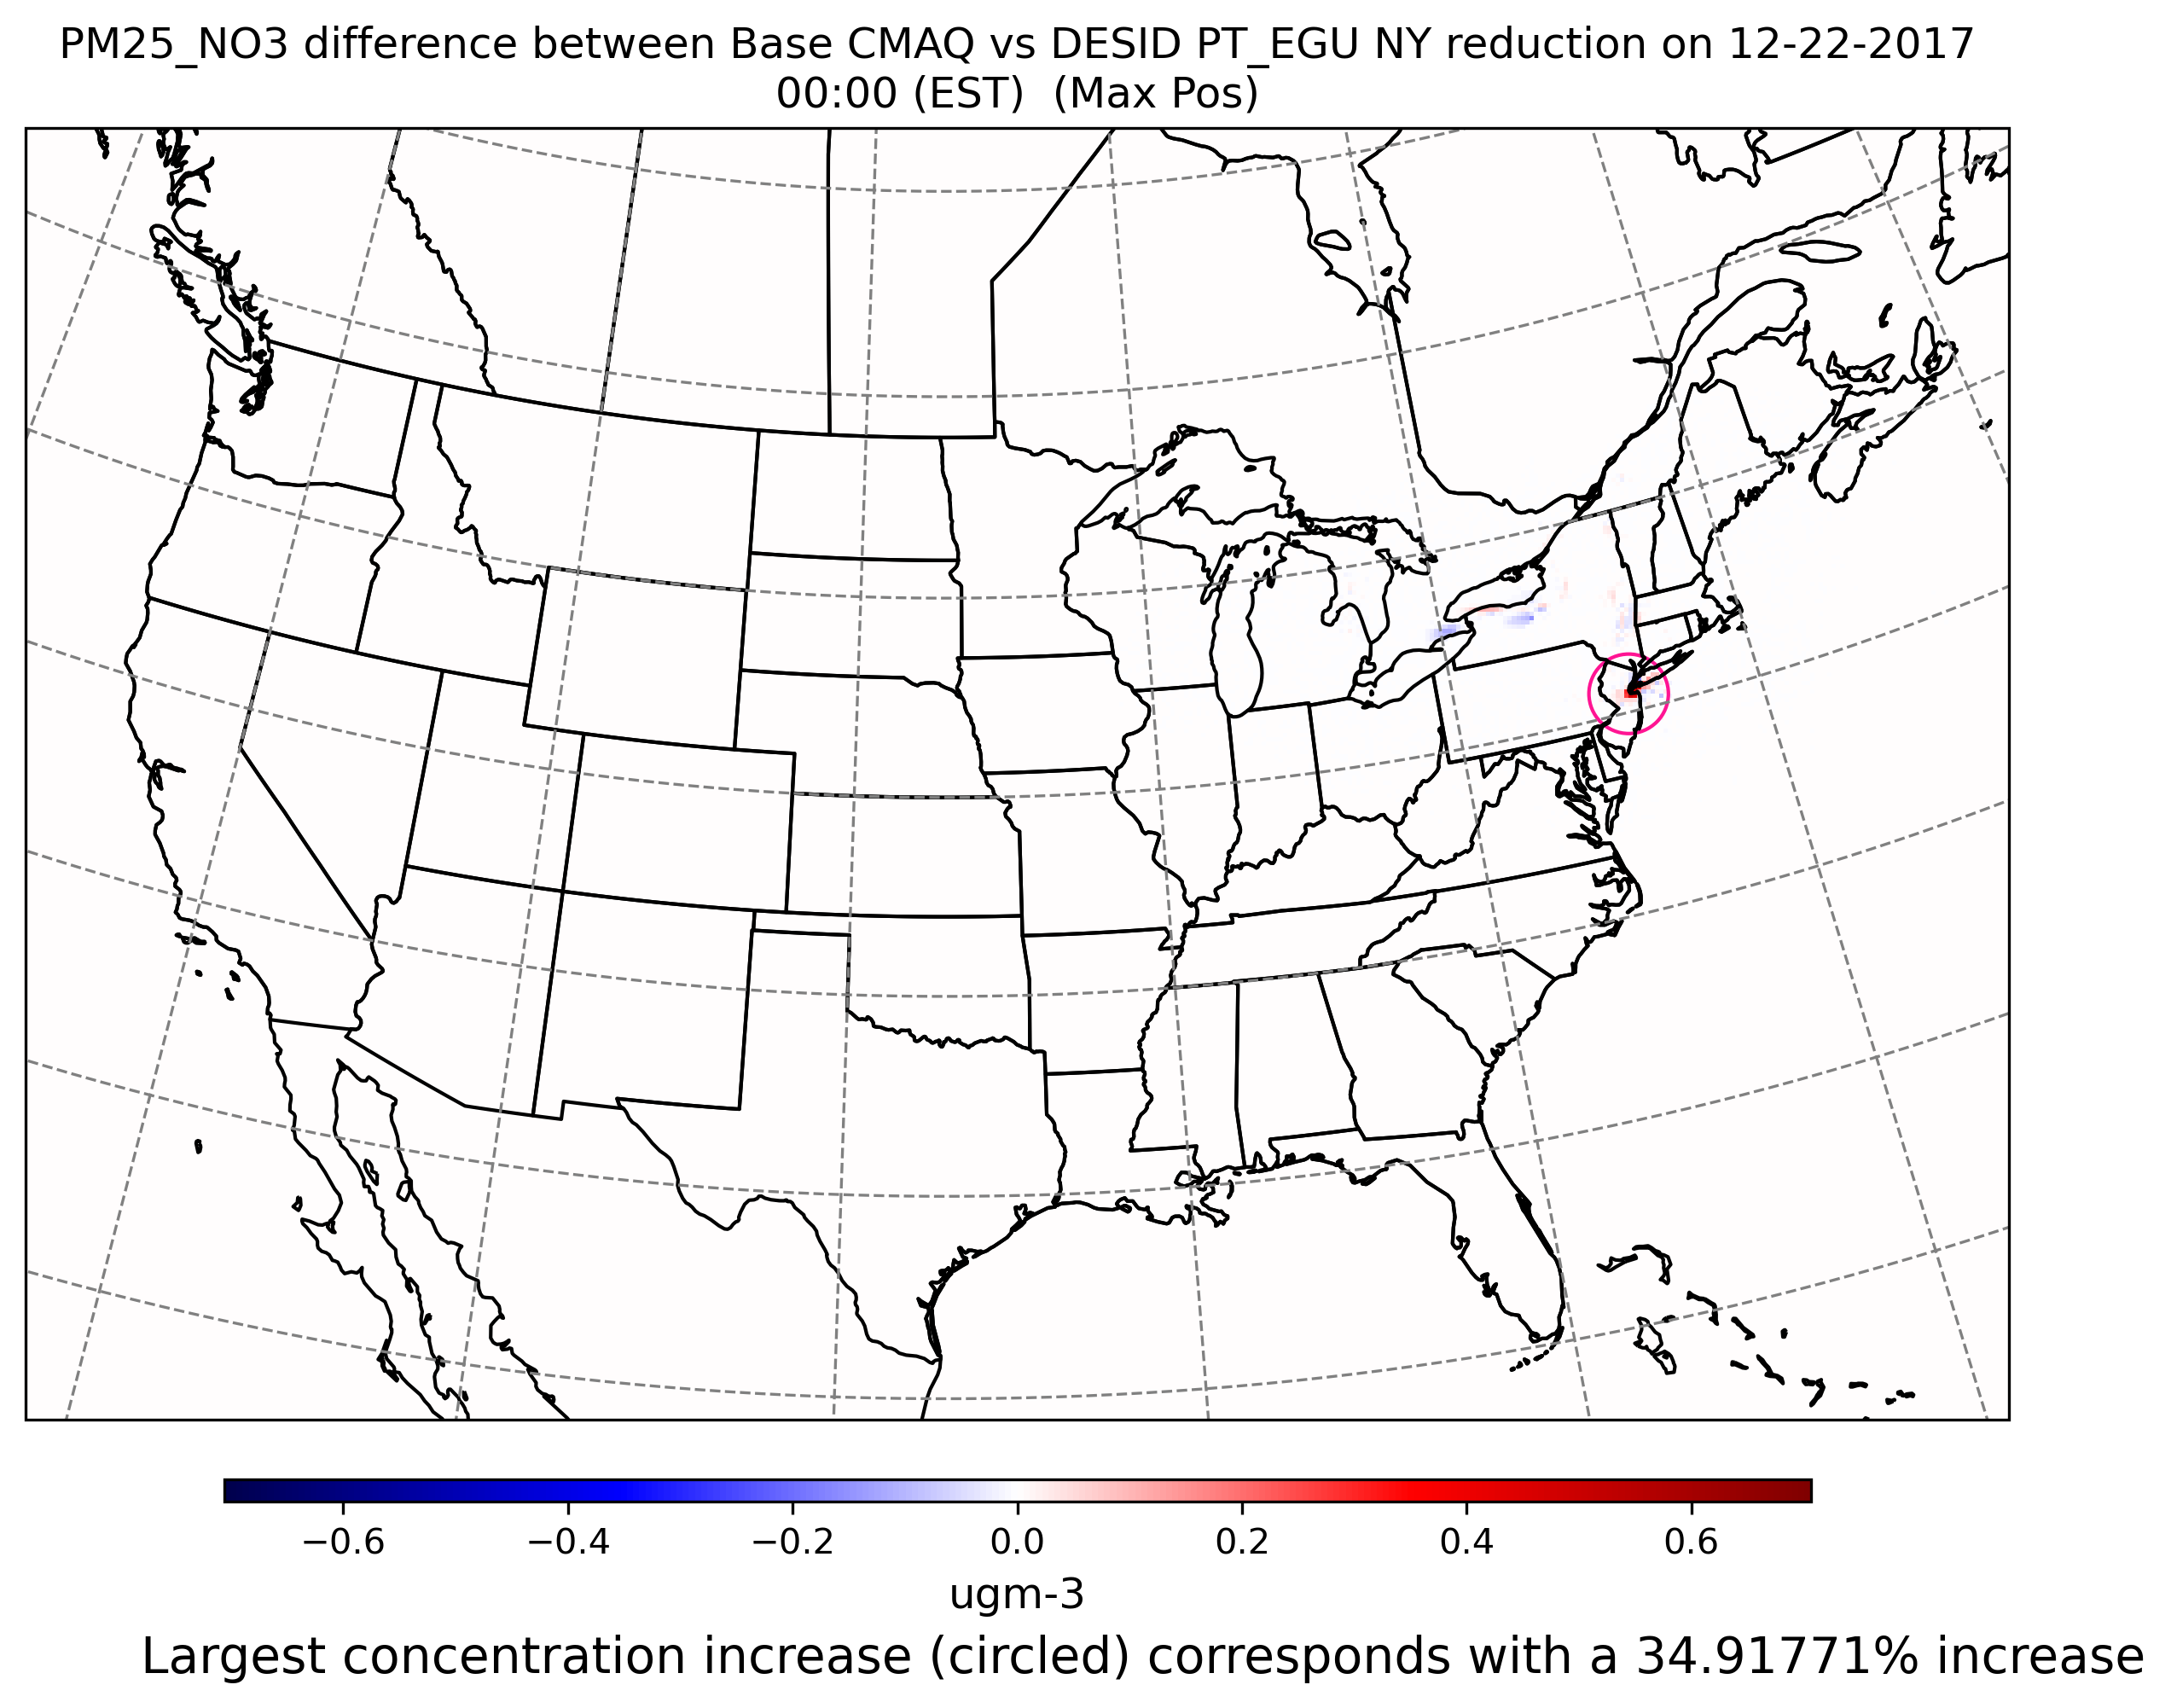 PM25_NO3 difference between Base CMAQ vs DESID PT_EGU NY reduction on 12-22-2017
00:00 (EST)  (Max Pos)
−0.6 −0.4 −0.2 0.0 0.2 0.4 0.6
ugm-3
Largest concentration increase (circled) corresponds with a 34.91771% increase